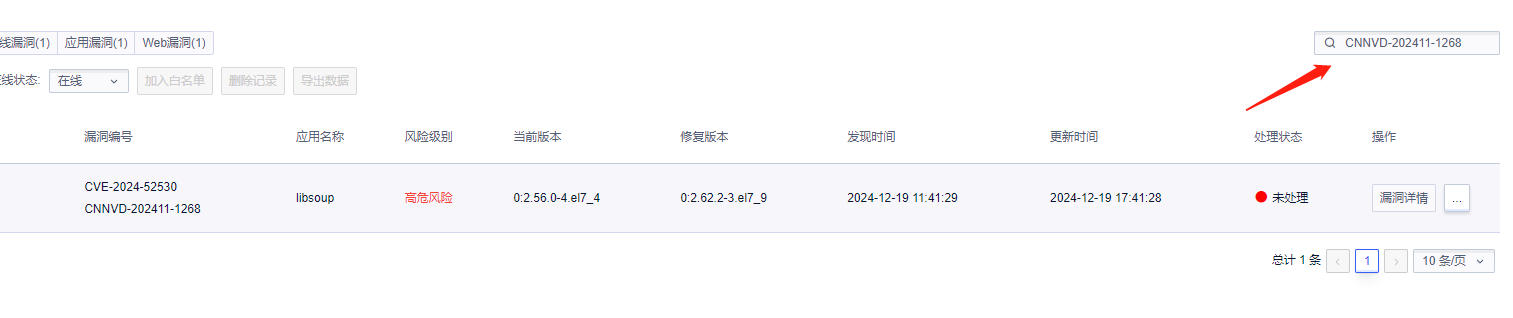 线漏洞(1) 应用漏洞(1) Web漏洞(1) CNNVD-202411-1268
线状态: 在线 加入白名单 删除记录 导出数据
漏洞编号 应用名称 风险级别 当前版本 修复版本 发现时间 更新时间 处理状态 操作
CVE-2024-52530
CNNVD-202411-1268 libsoup 高危风险 0:2.56.0-4.el7_4 0:2.62.2-3.el7_9 2024-12-19 11:41:29 2024-12-19 17:41:28 未处理 漏洞详情 ...
总计 1 条 1 10 条/页